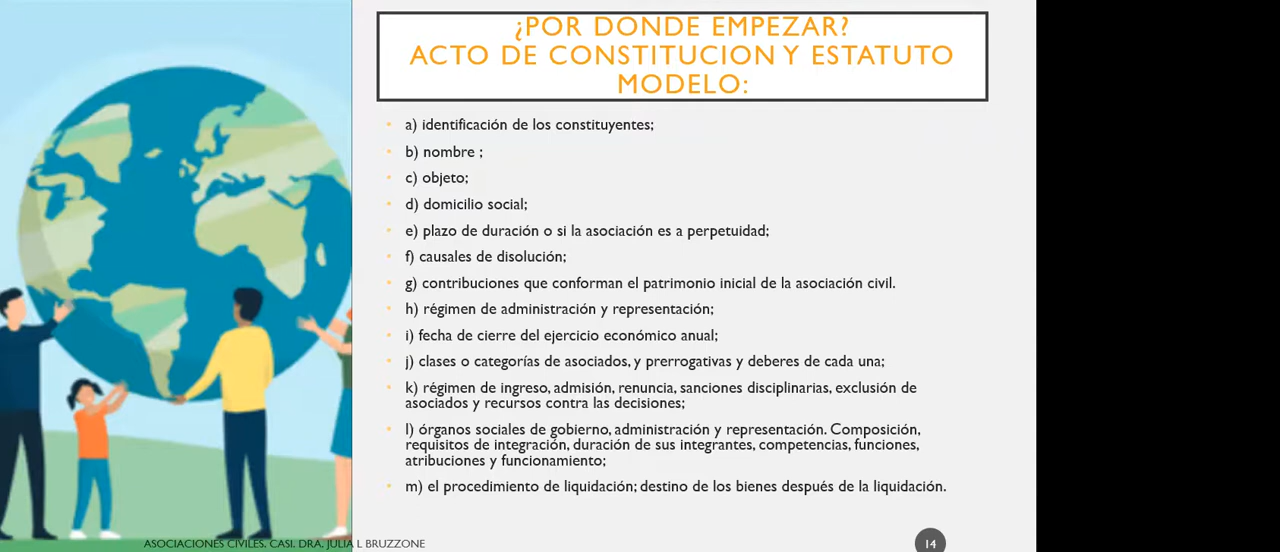 ¿POR DONDE EMPEZAR?
ACTO DE CONSTITUCION Y ESTATUTO
MODELO:
• a) identificación de los constituyentes;
• b) nombre ;
• c) objeto;
• d) domicilio social;
• e) plazo de duración o si la asociación es a perpetuidad;
• f) causales de disolución;
• g) contribuciones que conforman el patrimonio inicial de la asociación civil.
• h) régimen de administración y representación;
• i) fecha de cierre del ejercicio económico anual;
• j) clases o categorías de asociados, y prerrogativas y deberes de cada una;
• k) régimen de ingreso, admisión, renuncia, sanciones disciplinarias, exclusión de
asociados y recursos contra las decisiones;
• l) órganos sociales de gobierno, administración y representación. Composición,
requisitos de integración, duración de sus integrantes, competencias, funciones,
atribuciones y funcionamiento;
• m) el procedimiento de liquidación; destino de los bienes después de la liquidación.
ASOCIACIONES CIVILES. CASI. DRA. JULIA L BRUZZONE
14